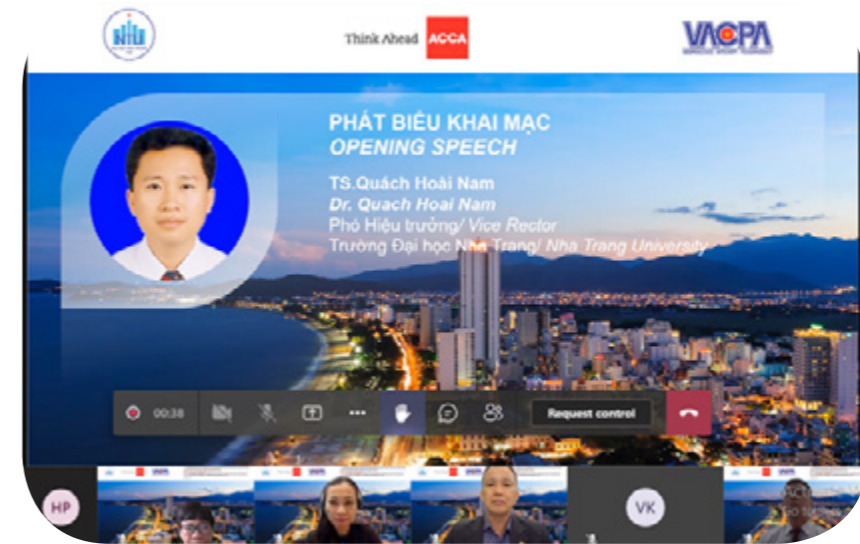 NTU
Think Ahead ACCA
VACPA
PHÁT BIỂU KHAI MẠC
OPENING SPEECH
TS.Quách Hoài Nam
Dr. Quach Hoai Nam
Phó Hiệu trưởng/ Vice Rector
Trường Đại học Nha Trang/ Nha Trang University
00:38
Request control
HP
VK